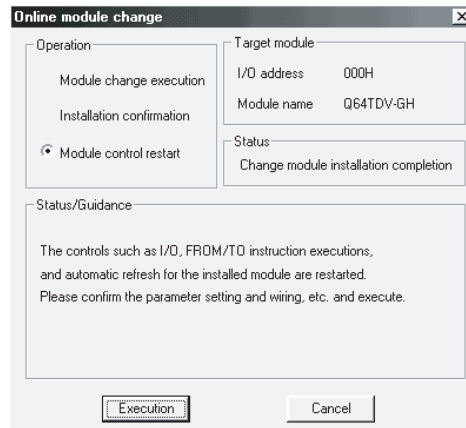 Online module change
Operation
Module change execution
Installation confirmation
Module control restart
Target module
I/O address 000H
Module name Q64TDV-GH
Status
Change module installation completion
Status/Guidance
The controls such as I/O, FROM/TO instruction executions,
and automatic refresh for the installed module are restarted.
Please confirm the parameter setting and wiring, etc. and execute.
Execution Cancel